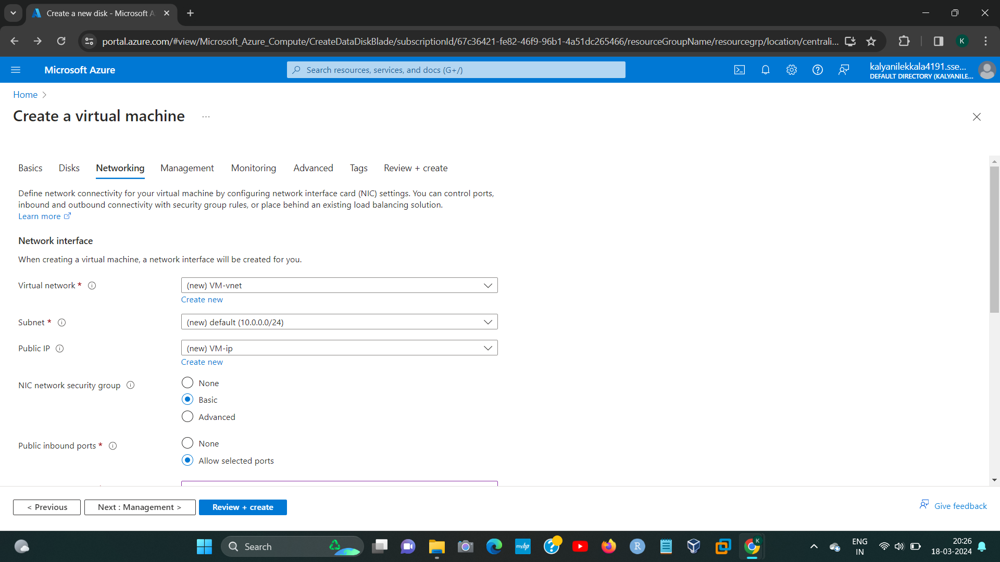 Create a new disk - Microsoft A
portal.azure.com/#view/Microsoft_Azure_Compute/CreateDataDiskBlade/subscriptionId/67c36421-fe82-46f9-96b1-4a51dc265466/resourceGroupName/resourcegrp/location/centrali...
K
Microsoft Azure
Search resources, services, and docs (G+/)
kalyanilekkala4191.sse...
DEFAULT DIRECTORY (KALYANILE...
Home >
Create a virtual machine ...
Basics Disks Networking Management Monitoring Advanced Tags Review + create
Define network connectivity for your virtual machine by configuring network interface card (NIC) settings. You can control ports,
inbound and outbound connectivity with security group rules, or place behind an existing load balancing solution.
Learn more
Network interface
When creating a virtual machine, a network interface will be created for you.
Virtual network * (new) VM-vnet
Create new
Subnet * (new) default (10.0.0.0/24)
Public IP (new) VM-ip
Create new
NIC network security group
None
Basic
Advanced
Public inbound ports *
None
Allow selected ports
< Previous Next : Management > Review + create
Give feedback
Search
myhp
R
K
ENG
IN
20:26
18-03-2024